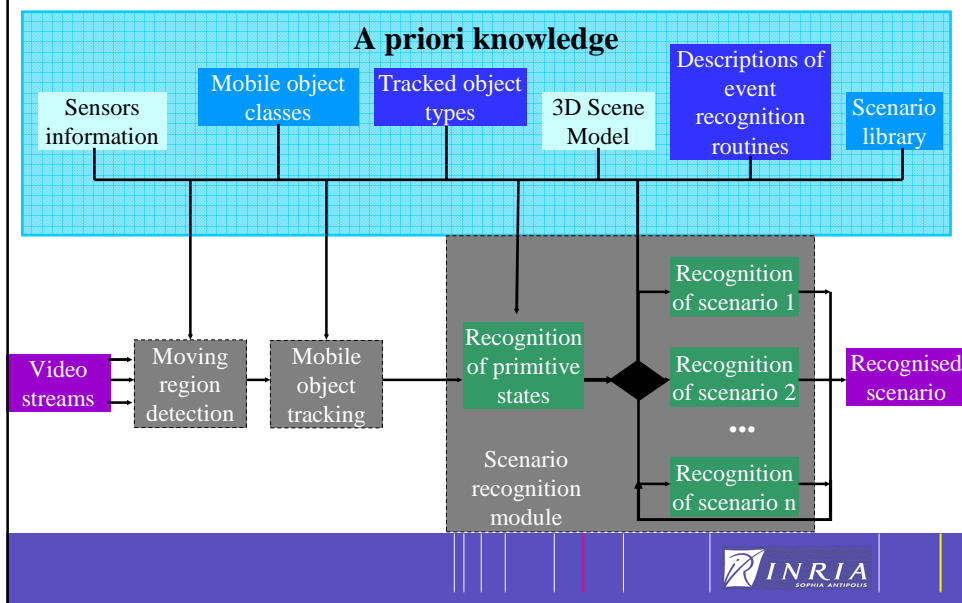 A priori knowledge
Sensors
information
Mobile object
classes
Tracked object
types
3D Scene
Model
Descriptions of
event
recognition
routines
Scenario
library
Video
streams
Moving
region
detection
Mobile
object
tracking
Recognition
of primitive
states
Scenario
recognition
module
Recognition
of scenario 1
Recognition
of scenario 2
...
Recognition
of scenario n
Recognised
scenario
INRIA
SOPHIA ANTIPOLIS